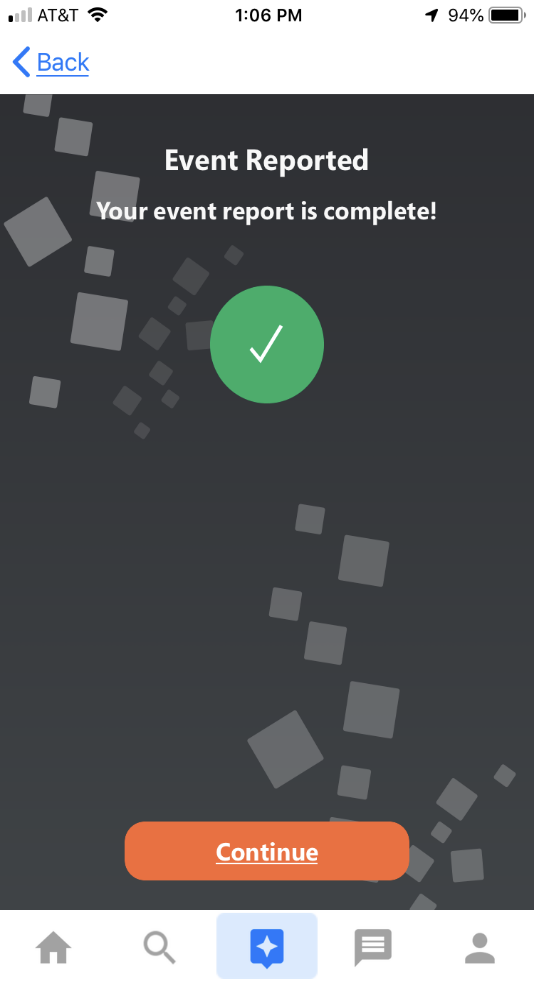 AT&T 1:06 PM 94%
Back
Event Reported
Your event report is complete!
Continue